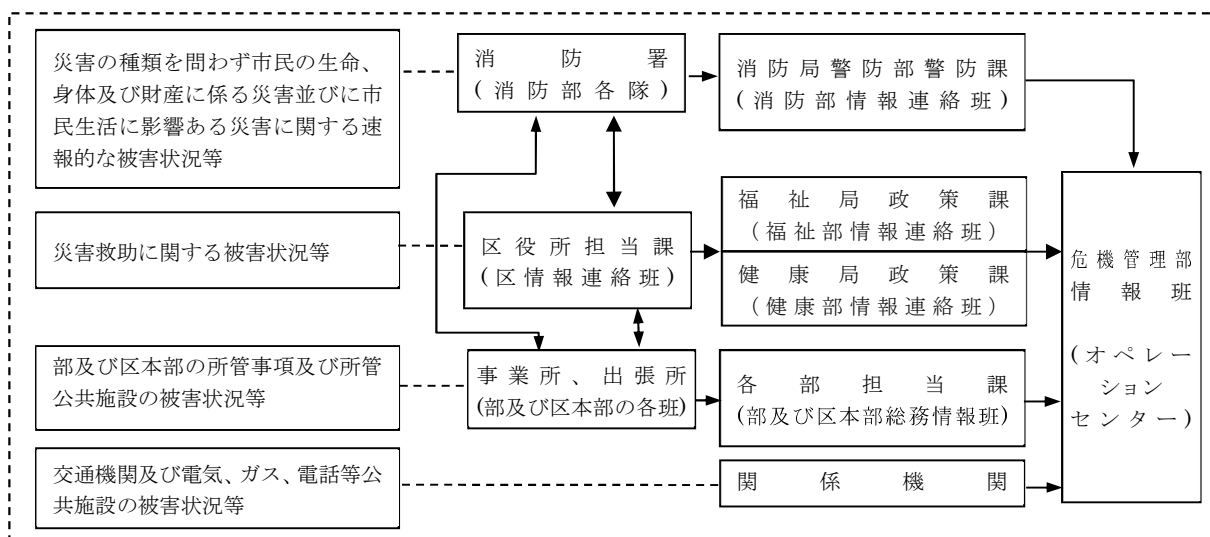 災害の種類を問わず市民の生命、
身体及び財産に係る災害並びに市
民生活に影響ある災害に関する速
報的な被害状況等
消防署
(消防部各隊)
消防局警防部警防課
(消防部情報連絡班)
災害救助に関する被害状況等
区役所担当課
(区情報連絡班)
福祉局政策課
(福祉部情報連絡班)
健康局政策課
(健康部情報連絡班)
危機管理部
情報班
(オペレー
ション
センター)
部及び区本部の所管事項及び所管
公共施設の被害状況等
事業所、出張所
(部及び区本部の各班)
各部担当課
(部及び区本部総務情報班)
交通機関及び電気、ガス、電話等公
共施設の被害状況等
関係機関